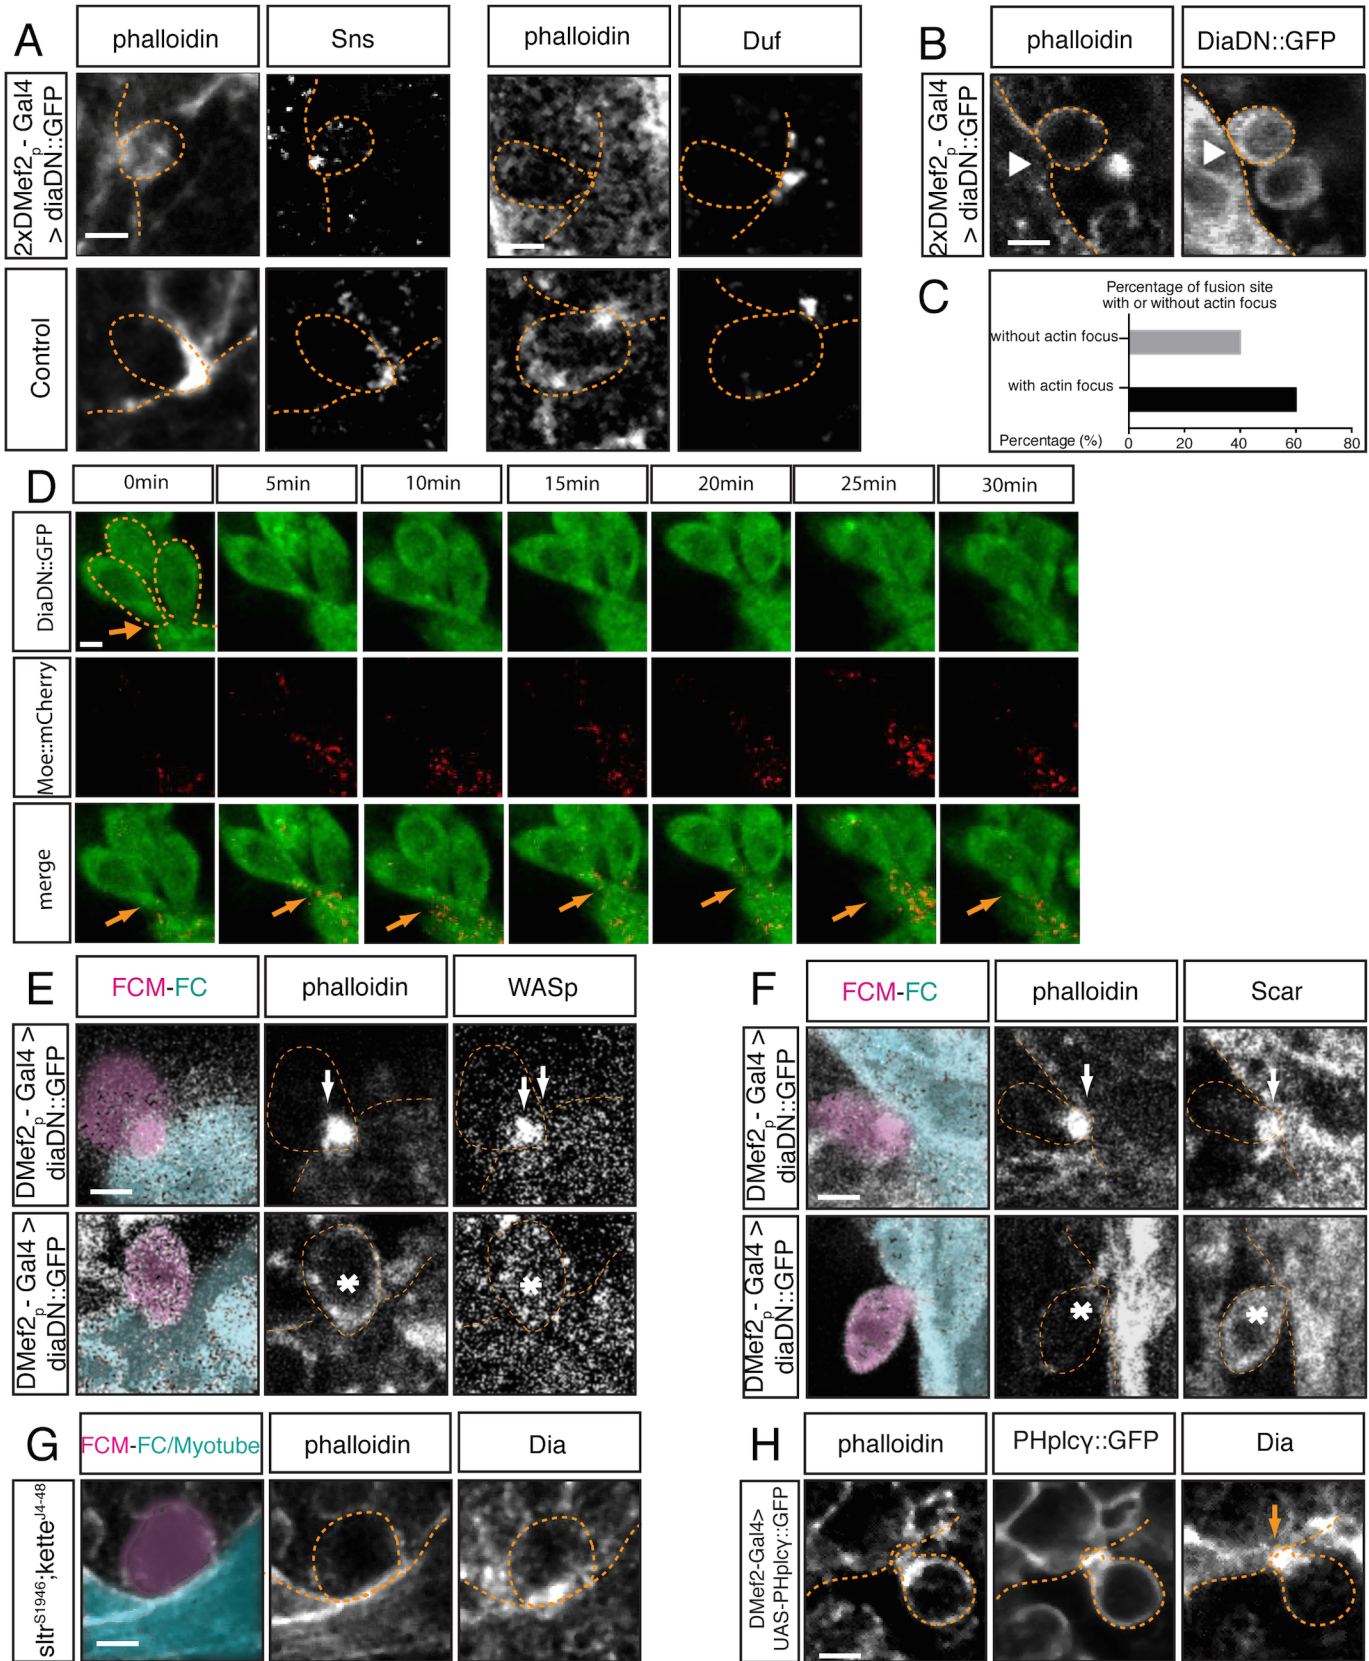 A
phalloidin
Sns
phalloidin
Duf
2xDMef2p - Gal4
> diaDN::GFP
Control
B
phalloidin
DiaDN::GFP
2xDMef2p - Gal4
> diaDN::GFP
C
Percentage of fusion site
with or without actin focus
without actin focus
with actin focus
Percentage (%)
0 20 40 60 80
D
0min
5min
10min
15min
20min
25min
30min
DiaDN::GFP
Moe::mCherry
merge
E
FCM-FC
phalloidin
WASp
DMef2p - Gal4 >
diaDN::GFP
DMef2p - Gal4 >
diaDN::GFP
*
*
F
FCM-FC
phalloidin
Scar
DMef2p - Gal4 >
diaDN::GFP
DMef2p - Gal4 >
diaDN::GFP
*
*
G
FCM-FC/Myotube
phalloidin
Dia
sltrS1946;ketteJ4-48
H
phalloidin
PHplcγ::GFP
Dia
DMef2-Gal4>
UAS-PHplcγ::GFP